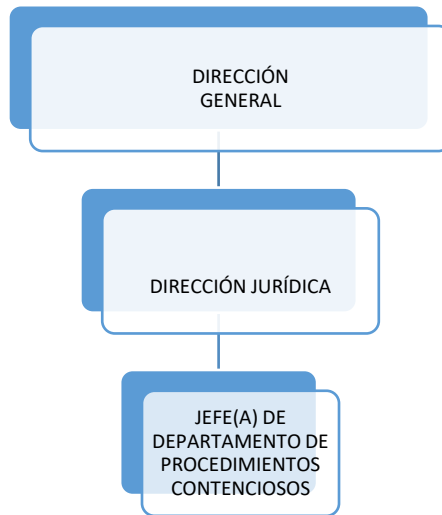 DIRECCIÓN
GENERAL
DIRECCIÓN JURÍDICA
JEFE(A) DE
DEPARTAMENTO DE
PROCEDIMIENTOS
CONTENCIOSOS